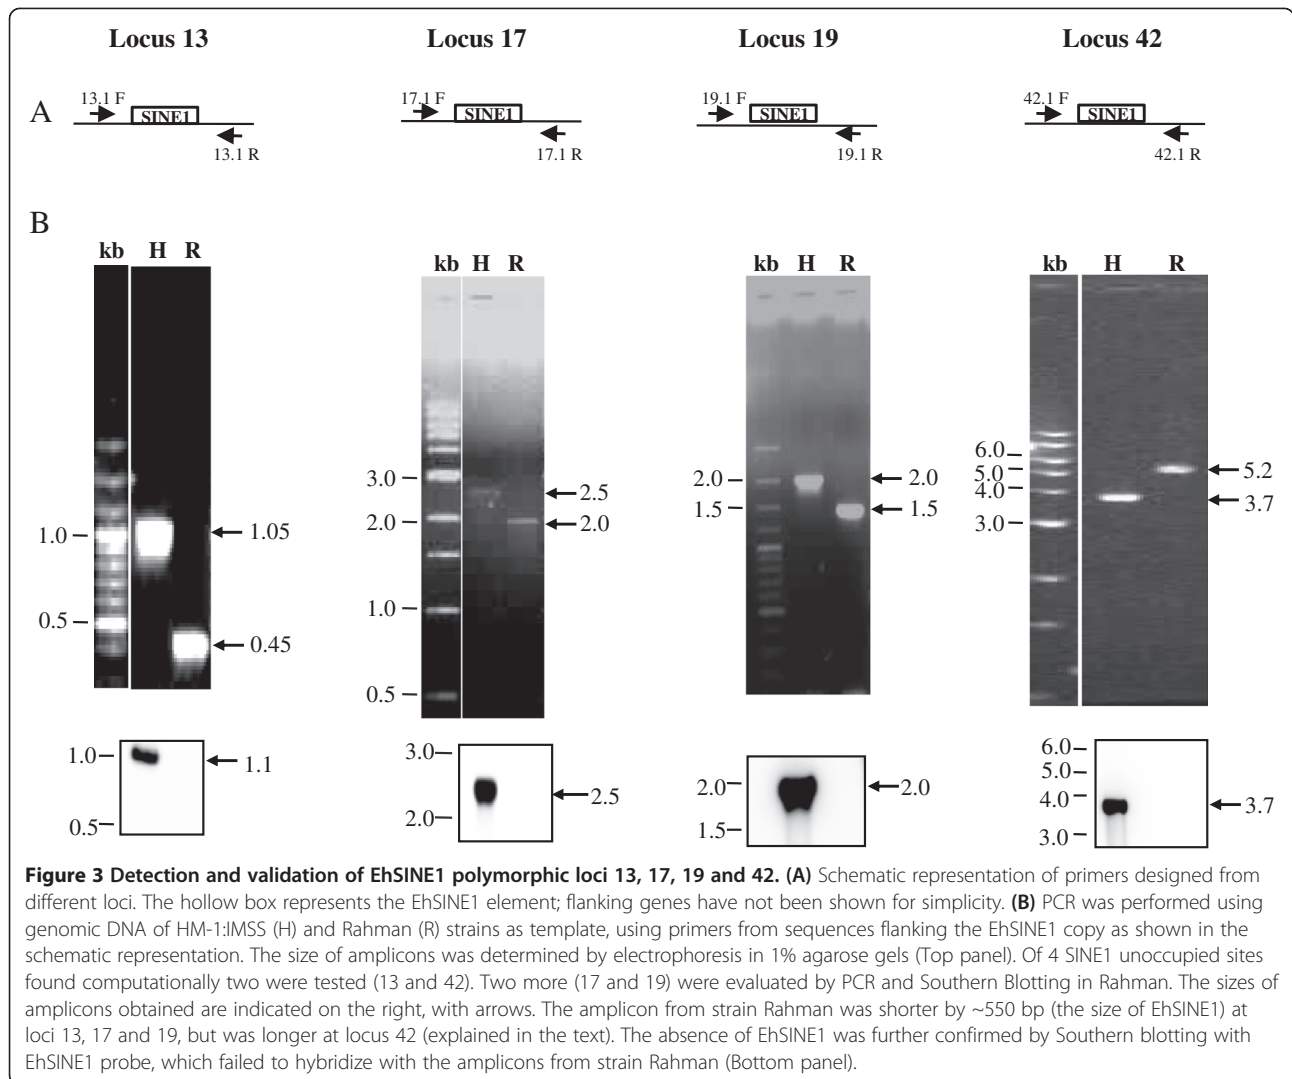 Locus 13 Locus 17 Locus 19 Locus 42
A
13.1 F SINE1 13.1 R
17.1 F SINE1 17.1 R
19.1 F SINE1 19.1 R
42.1 F SINE1 42.1 R
B
kb H R
1.0 1.05
0.5 0.45
1.0 1.1
0.5
kb H R
3.0 2.5
2.0 2.0
1.0
0.5
3.0
2.5
2.0
kb H R
2.0 2.0
1.5 1.5
2.0 2.0
1.5
kb H R
6.0
5.0 5.2
4.0 3.7
3.0
6.0
5.0
4.0 3.7
3.0
Figure 3 Detection and validation of EhSINE1 polymorphic loci 13, 17, 19 and 42. (A) Schematic representation of primers designed from
different loci. The hollow box represents the EhSINE1 element; flanking genes have not been shown for simplicity. (B) PCR was performed using
genomic DNA of HM-1:IMSS (H) and Rahman (R) strains as template, using primers from sequences flanking the EhSINE1 copy as shown in the
schematic representation. The size of amplicons was determined by electrophoresis in 1% agarose gels (Top panel). Of 4 SINE1 unoccupied sites
found computationally two were tested (13 and 42). Two more (17 and 19) were evaluated by PCR and Southern Blotting in Rahman. The sizes of
amplicons obtained are indicated on the right, with arrows. The amplicon from strain Rahman was shorter by ~550 bp (the size of EhSINE1) at
loci 13, 17 and 19, but was longer at locus 42 (explained in the text). The absence of EhSINE1 was further confirmed by Southern blotting with
EhSINE1 probe, which failed to hybridize with the amplicons from strain Rahman (Bottom panel).